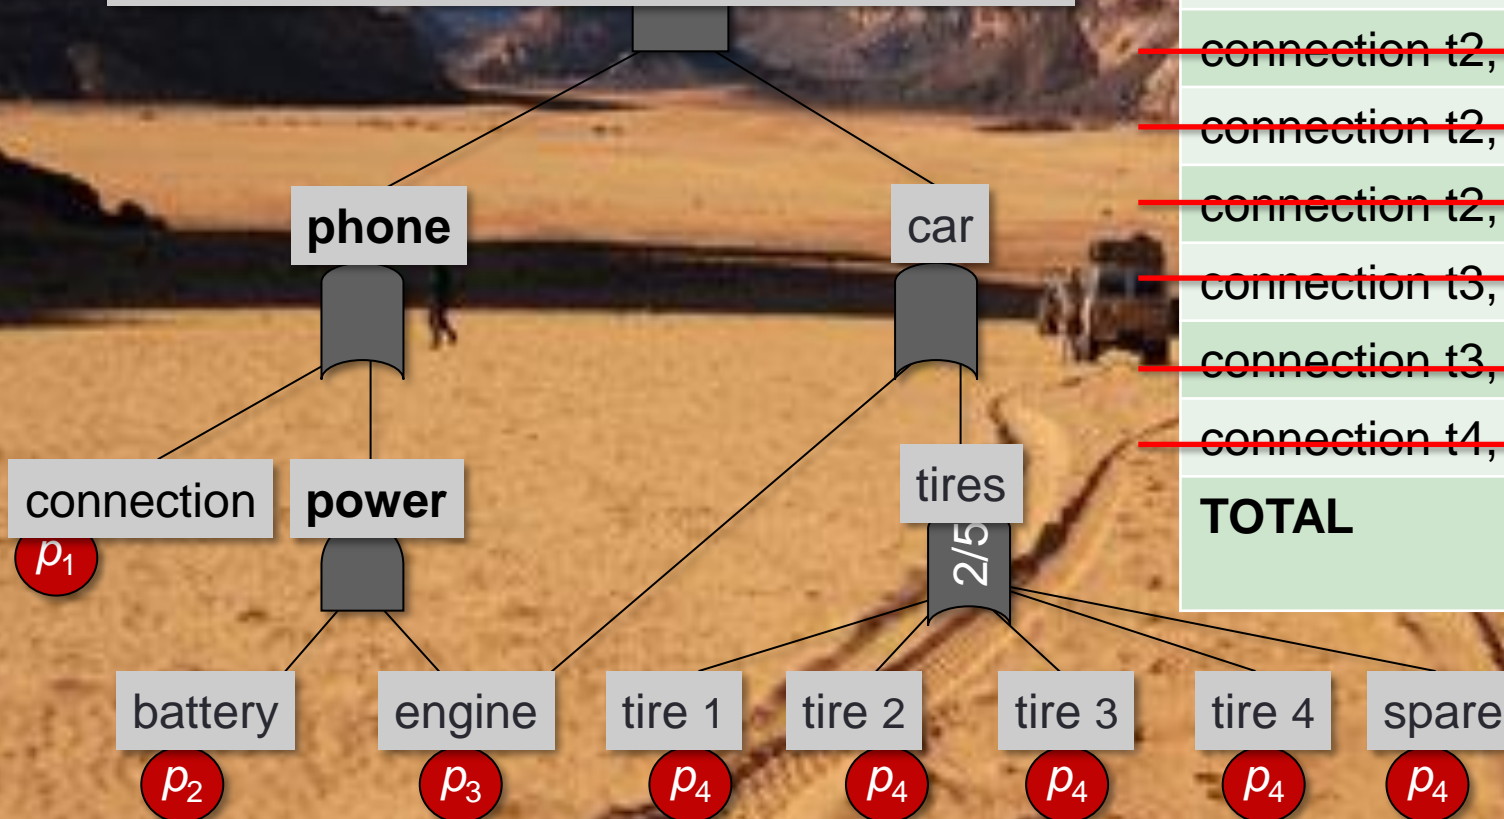 connection t2,
connection t2,
connection t2,
connection t3,
connection t3,
connection t4,
TOTAL
phone
car
connection
power
tires
p1
2/5
battery
engine
tire 1
tire 2
tire 3
tire 4
spare
p2
p3
p4
p4
p4
p4
p4